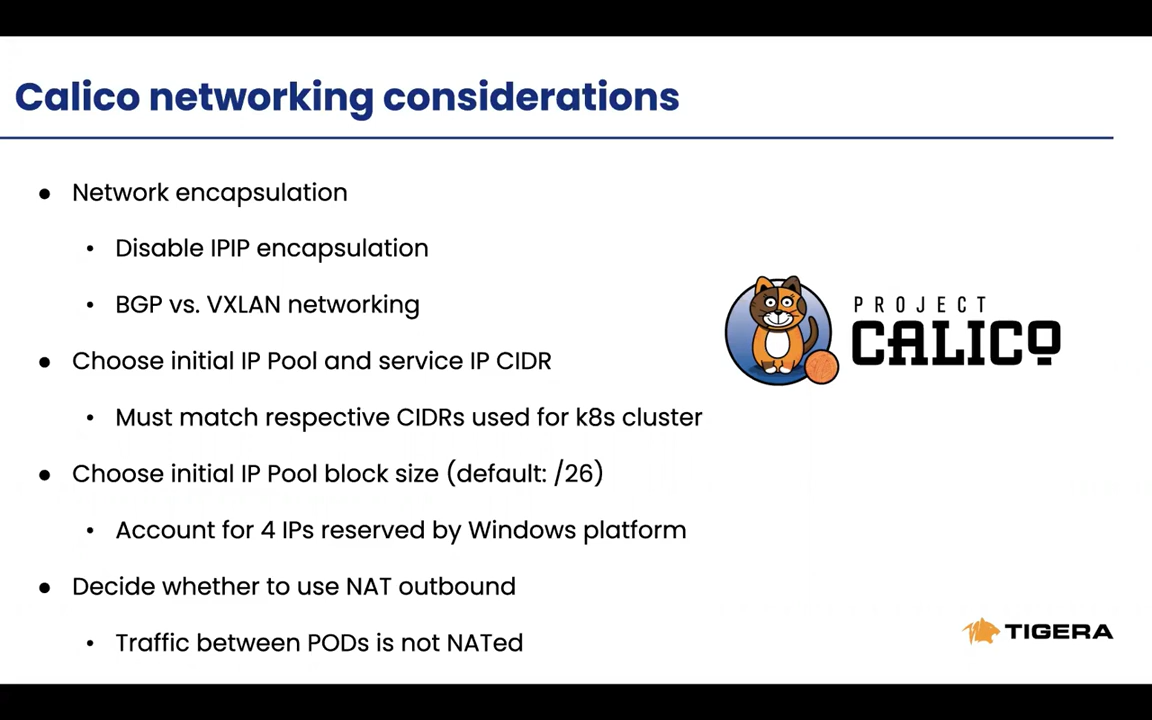 Calico networking considerations
● Network encapsulation
• Disable IPIP encapsulation
• BGP vs. VXLAN networking
● Choose initial IP Pool and service IP CIDR
• Must match respective CIDRs used for k8s cluster
● Choose initial IP Pool block size (default: /26)
• Account for 4 IPs reserved by Windows platform
● Decide whether to use NAT outbound
• Traffic between PODs is not NATed
PROJECT
CALICO
TIGERA